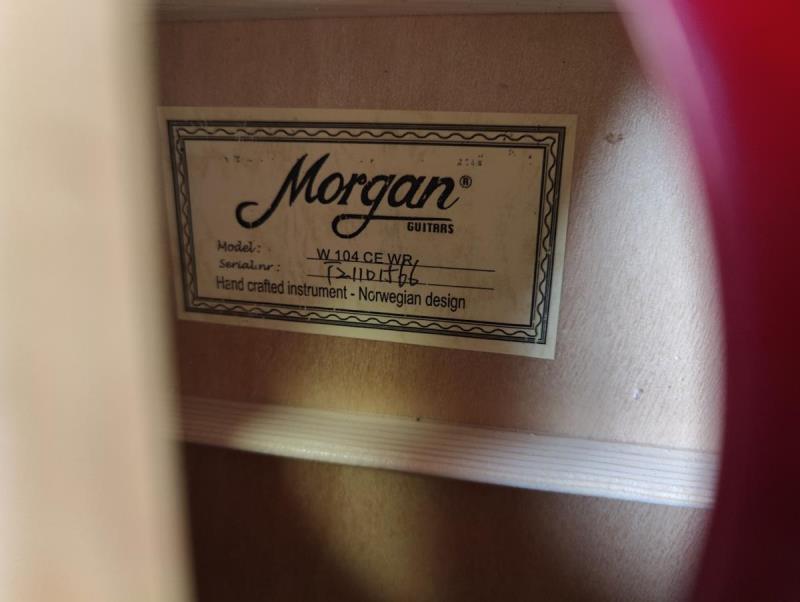 Morgan®
GUITARS
Model: W 104 CE WR
Serial.nr:
Hand crafted instrument - Norwegian design